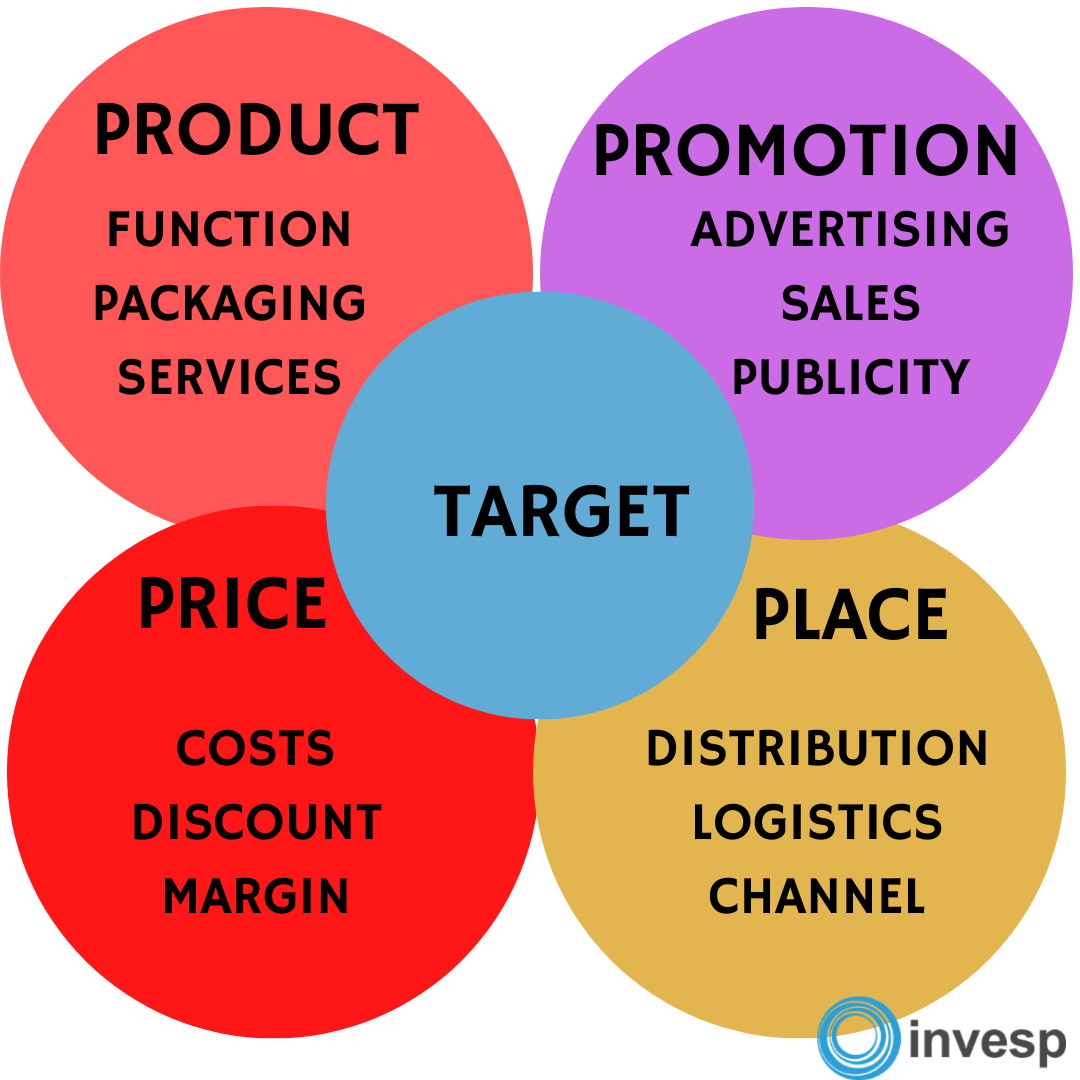 PRODUCT
FUNCTION
PACKAGING
SERVICES
PROMOTION
ADVERTISING
SALES
PUBLICITY
TARGET
PRICE
COSTS
DISCOUNT
MARGIN
PLACE
DISTRIBUTION
LOGISTICS
CHANNEL
invesp